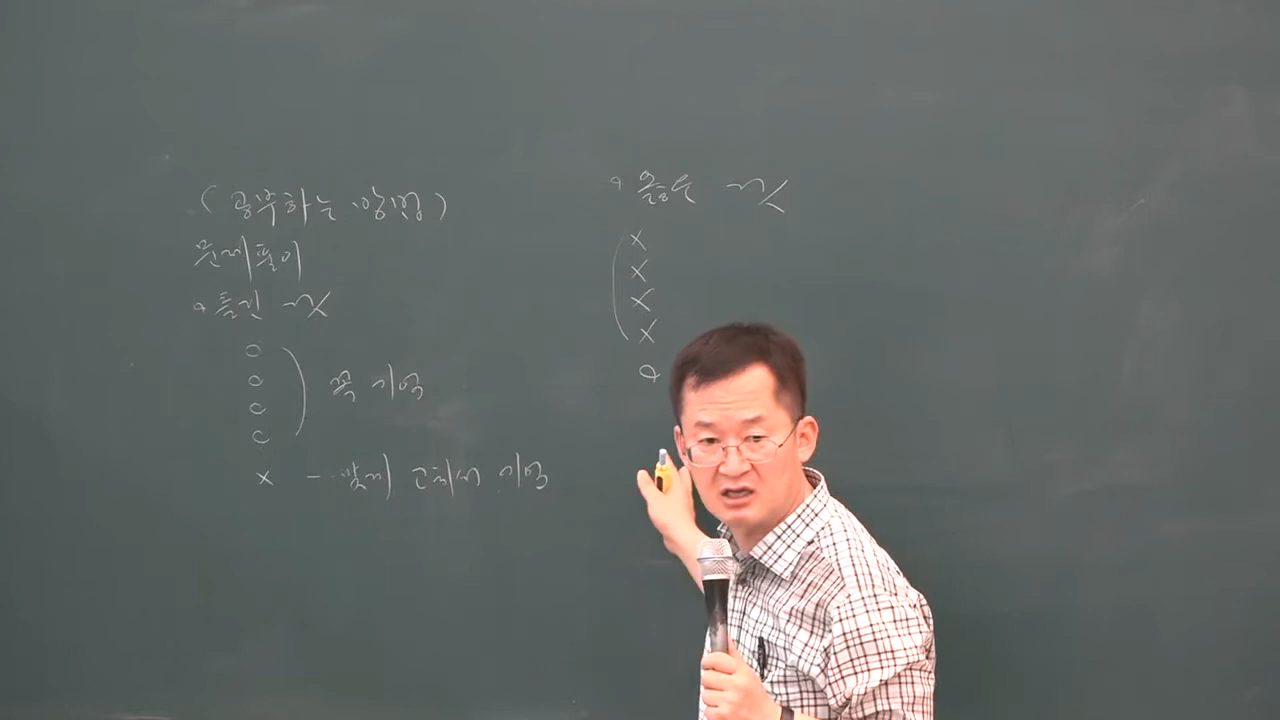 (공부하는 방법)
문제풀이
○ 틀린
○
○
○
○
꼭 기억
× 맞게 고쳐서 기억
○ 옳은
×
×
×
×
○